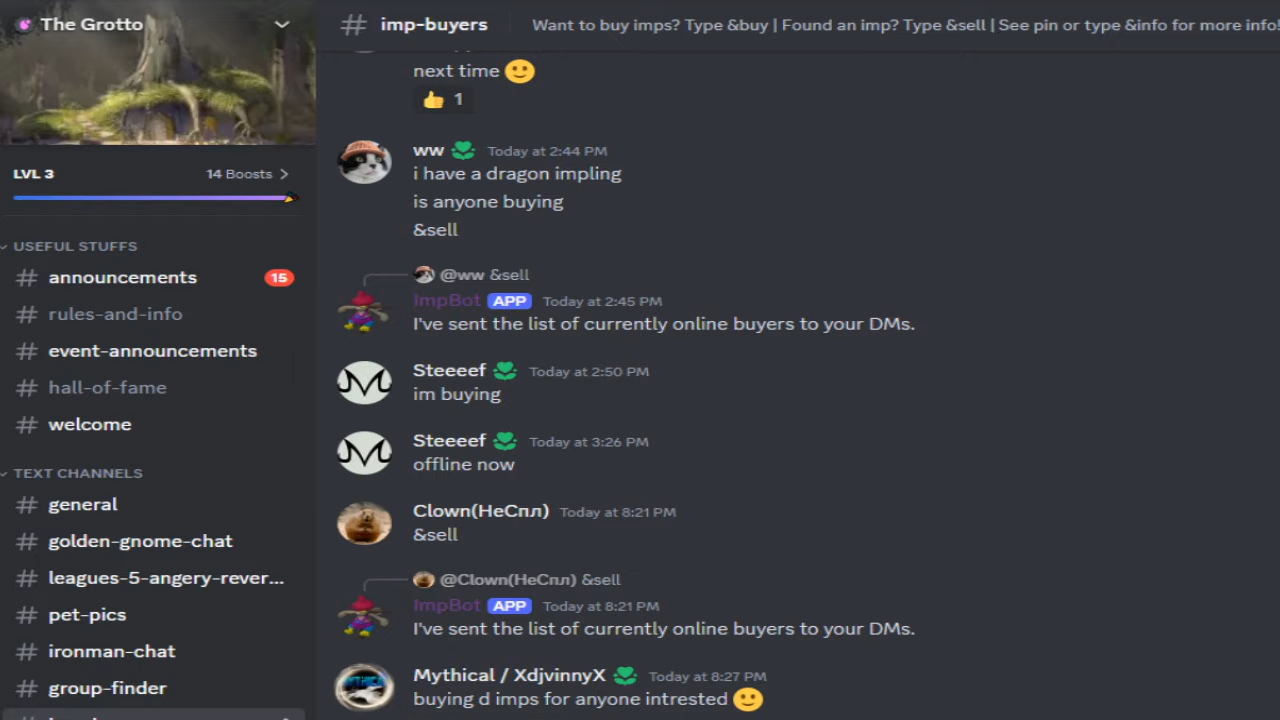 The Grotto
LVL 3
14 Boosts
USEFUL STUFFS
# announcements 15
# rules-and-info
# event-announcements
# hall-of-fame
# welcome
TEXT CHANNELS
# general
# golden-gnome-chat
# leagues-5-angery-rever...
# pet-pics
# ironman-chat
# group-finder
# imp-buyers
Want to buy imps? Type &buy | Found an imp? Type &sell | See pin or type &info for more info!
next time 🙂
👍 1
ww Today at 2:44 PM
i have a dragon impling
is anyone buying
&sell
@ww &sell
ImpBot APP Today at 2:45 PM
I've sent the list of currently online buyers to your DMs.
Steeeef Today at 2:50 PM
im buying
Steeeef Today at 3:26 PM
offline now
Clown(НеСпл) Today at 8:21 PM
&sell
@Clown(НеСпл) &sell
ImpBot APP Today at 8:21 PM
I've sent the list of currently online buyers to your DMs.
Mythical / XdjvinnyX Today at 8:27 PM
buying d imps for anyone intrested 🙂